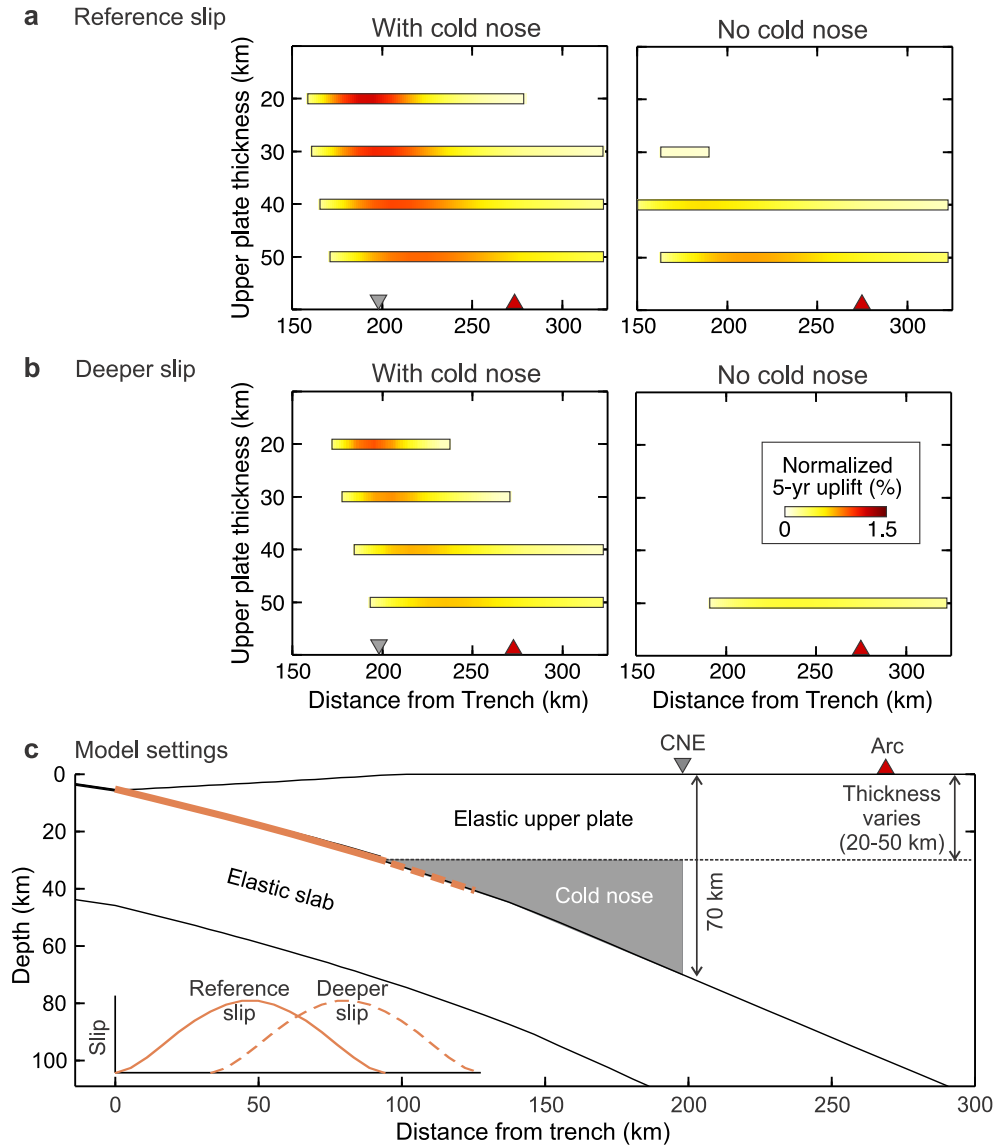 a Reference slip
With cold nose
No cold nose
Upper plate thickness (km)
20
30
40
50
150 200 250 300
150 200 250 300
b Deeper slip
With cold nose
No cold nose
Upper plate thickness (km)
20
30
40
50
Normalized
5-yr uplift (%)
0 1.5
150 200 250 300
150 200 250 300
Distance from Trench (km)
Distance from Trench (km)
c Model settings
CNE
Arc
Depth (km)
0
20
40
60
80
100
Elastic upper plate
Thickness
varies
(20-50 km)
Elastic slab
Cold nose
70 km
Slip
Reference
slip
Deeper
slip
0 50 100 150 200 250 300
Distance from trench (km)